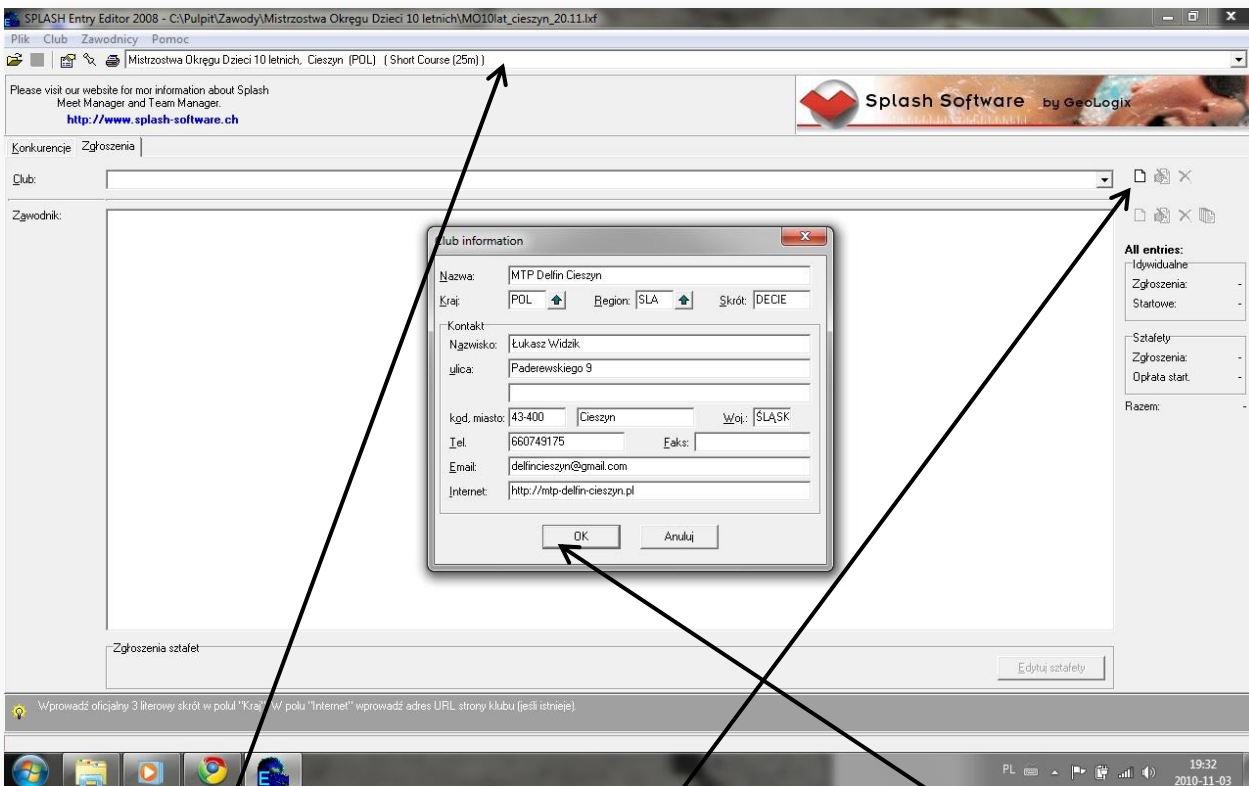 SPLASH Entry Editor 2008 - C:\Pulpit\Zawody\Mistrzostwa Okręgu Dzieci 10 letnich\MO10lat_cieszyn_20.11.lxf
Plik Club Zawodnicy Pomoc
Mistrzostwa Okręgu Dzieci 10 letnich, Cieszyn (POL) ( Short Course (25m) )
Please visit our website for mor information about Splash
Meet Manager and Team Manager.
http://www.splash-software.ch
Splash Software by GeoLogix
Konkurencje Zgłoszenia
Club:
Zawodnik:
Club information
Nazwa: MTP Delfin Cieszyn
Kraj: POL Region: SLA Skrót: DECIE
Kontakt
Nazwisko: Łukasz Widzik
ulica: Paderewskiego 9
kod, miasto: 43-400 Cieszyn Woj.: ŚLĄSK
Tel. 660749175 Faks:
Email: delfincieszyn@gmail.com
Internet: http://mtp-delfin-cieszyn.pl
OK Anuluj
All entries:
Idywidualne
Zgłoszenia: -
Startowe: -
Sztafety
Zgłoszenia: -
Opłata start. -
Razem: -
Zgłoszenia sztafet
Edytuj sztafety
Wprowadź oficjalny 3 literowy skrót w polul "Kraj". W polu "Internet" wprowadź adres URL strony klubu (jeśli istnieje).
PL 19:32
2010-11-03